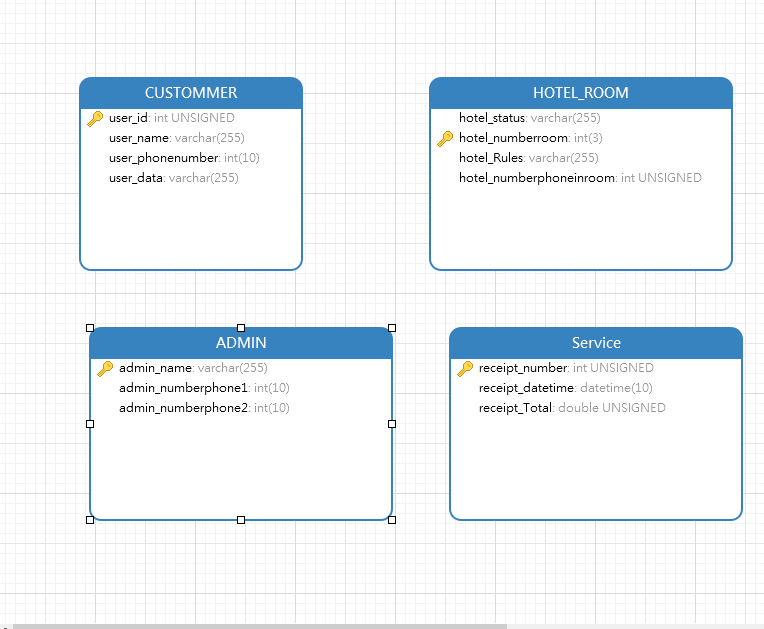 CUSTOMMER
user_id: int UNSIGNED
user_name: varchar(255)
user_phonenumber: int(10)
user_data: varchar(255)
HOTEL_ROOM
hotel_status: varchar(255)
hotel_numberroom: int(3)
hotel_Rules: varchar(255)
hotel_numberphoneinroom: int UNSIGNED
ADMIN
admin_name: varchar(255)
admin_numberphone1: int(10)
admin_numberphone2: int(10)
Service
receipt_number: int UNSIGNED
receipt_datetime: datetime(10)
receipt_Total: double UNSIGNED